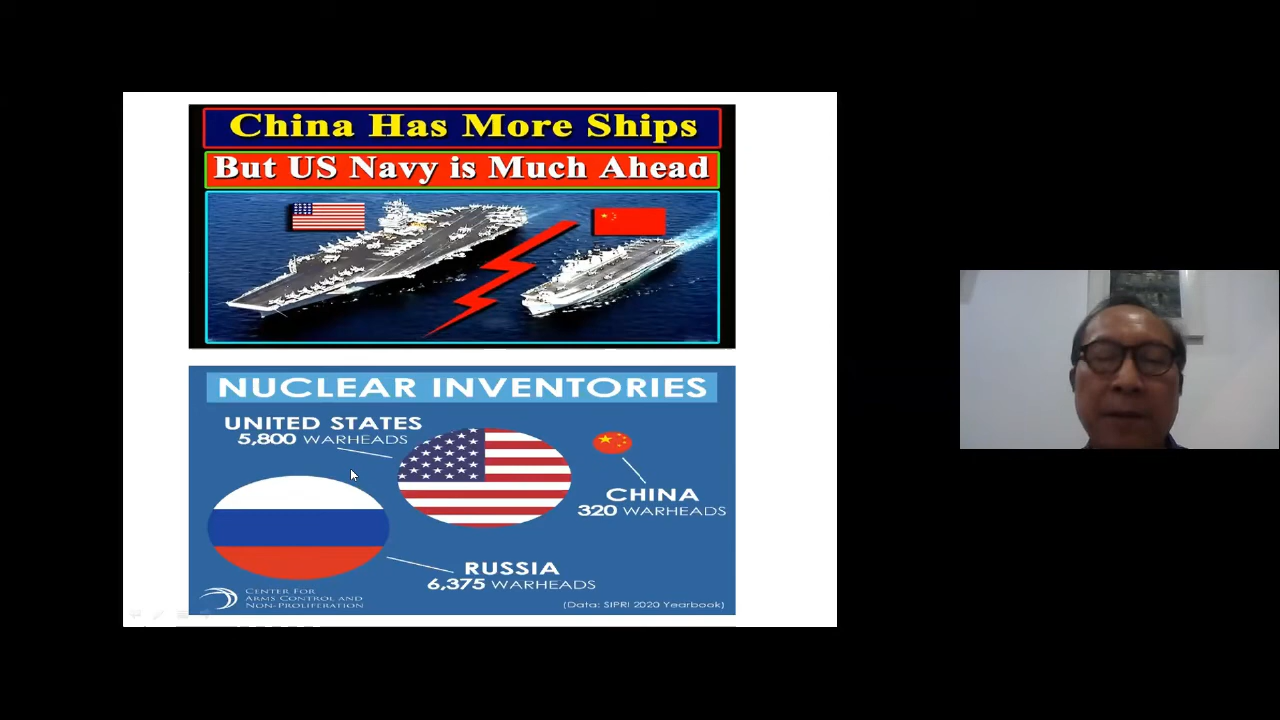 China Has More Ships
But US Navy is Much Ahead
NUCLEAR INVENTORIES
UNITED STATES
5,800 WARHEADS
CHINA
320 WARHEADS
RUSSIA
6,375 WARHEADS
CENTER FOR
ARMS CONTROL AND
NON-PROLIFERATION
(Data: SIPRI 2020 Yearbook)